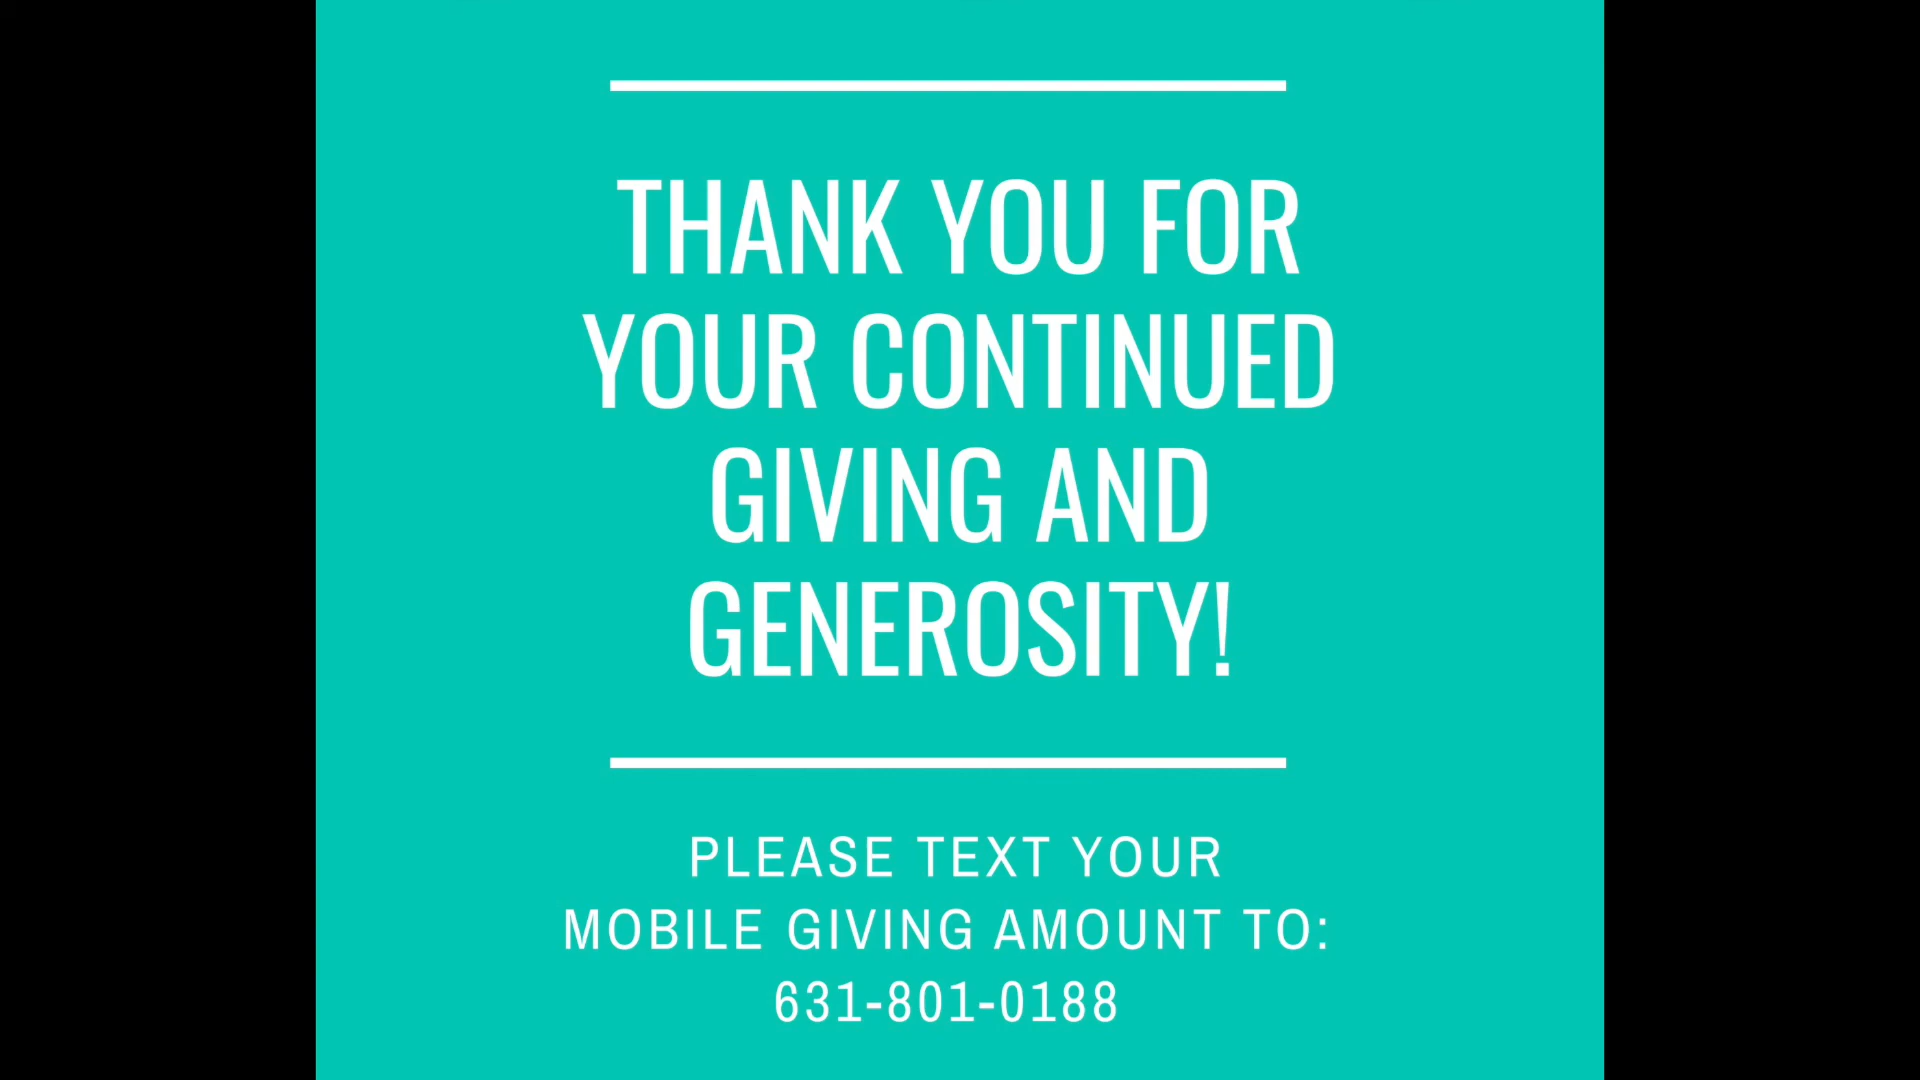 THANK YOU FOR
YOUR CONTINUED
GIVING AND
GENEROSITY!
PLEASE TEXT YOUR
MOBILE GIVING AMOUNT TO:
631-801-0188